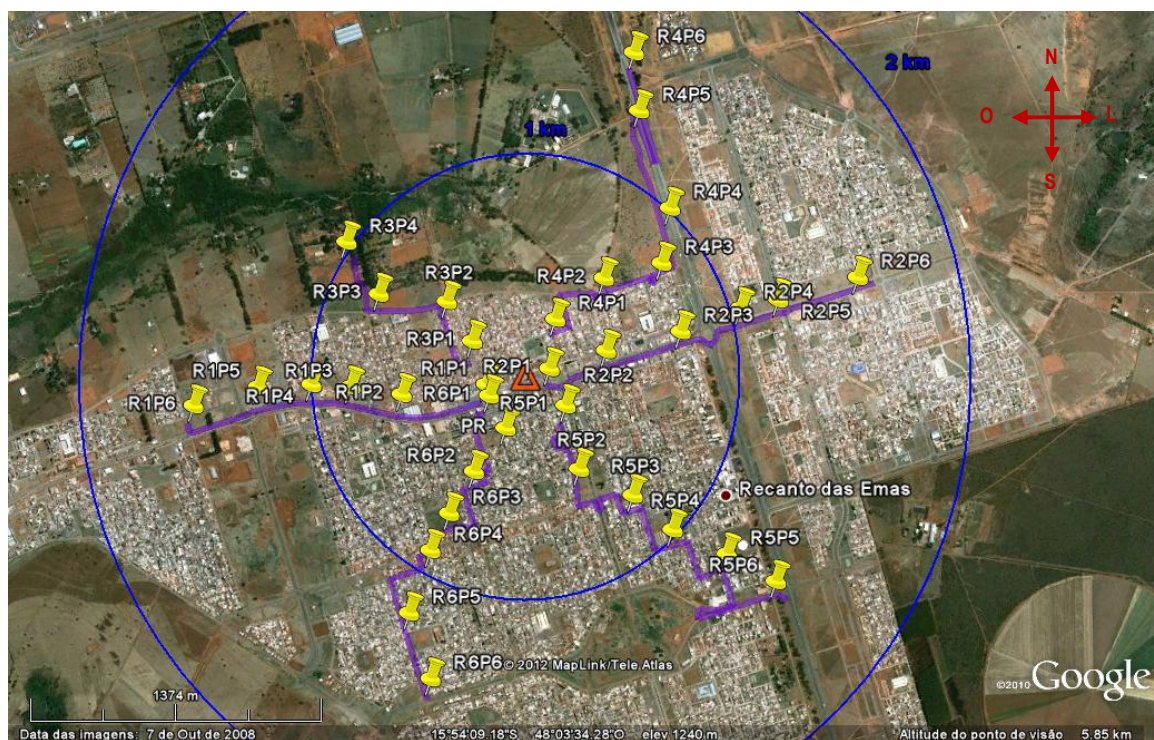 R4P6
2 km
N
R4P5
O
L
1 km
S
R4P4
R3P4
R4P3
R3P2
R4P2
R2P6
R3P3
R4P1
R2P4
R3P1
R2P3
R2P5
R1P5
R1P3
R1P1
R2P1
R2P2
R1P6
R1P4
R1P2
R6P1
R5P1
PR
R5P2
R6P2
R5P3
R6P3
R5P4
Recanto das Emas
R6P4
R5P5
R5P6
R6P5
R6P6
© 2012 MapLink/Tele Atlas
1374 m
©2010 Google
Data das imagens: 7 de Out de 2008
15°54'09.18"S 48°03'34.28"O elev 1240 m
Altitude do ponto de visão 5.85 km